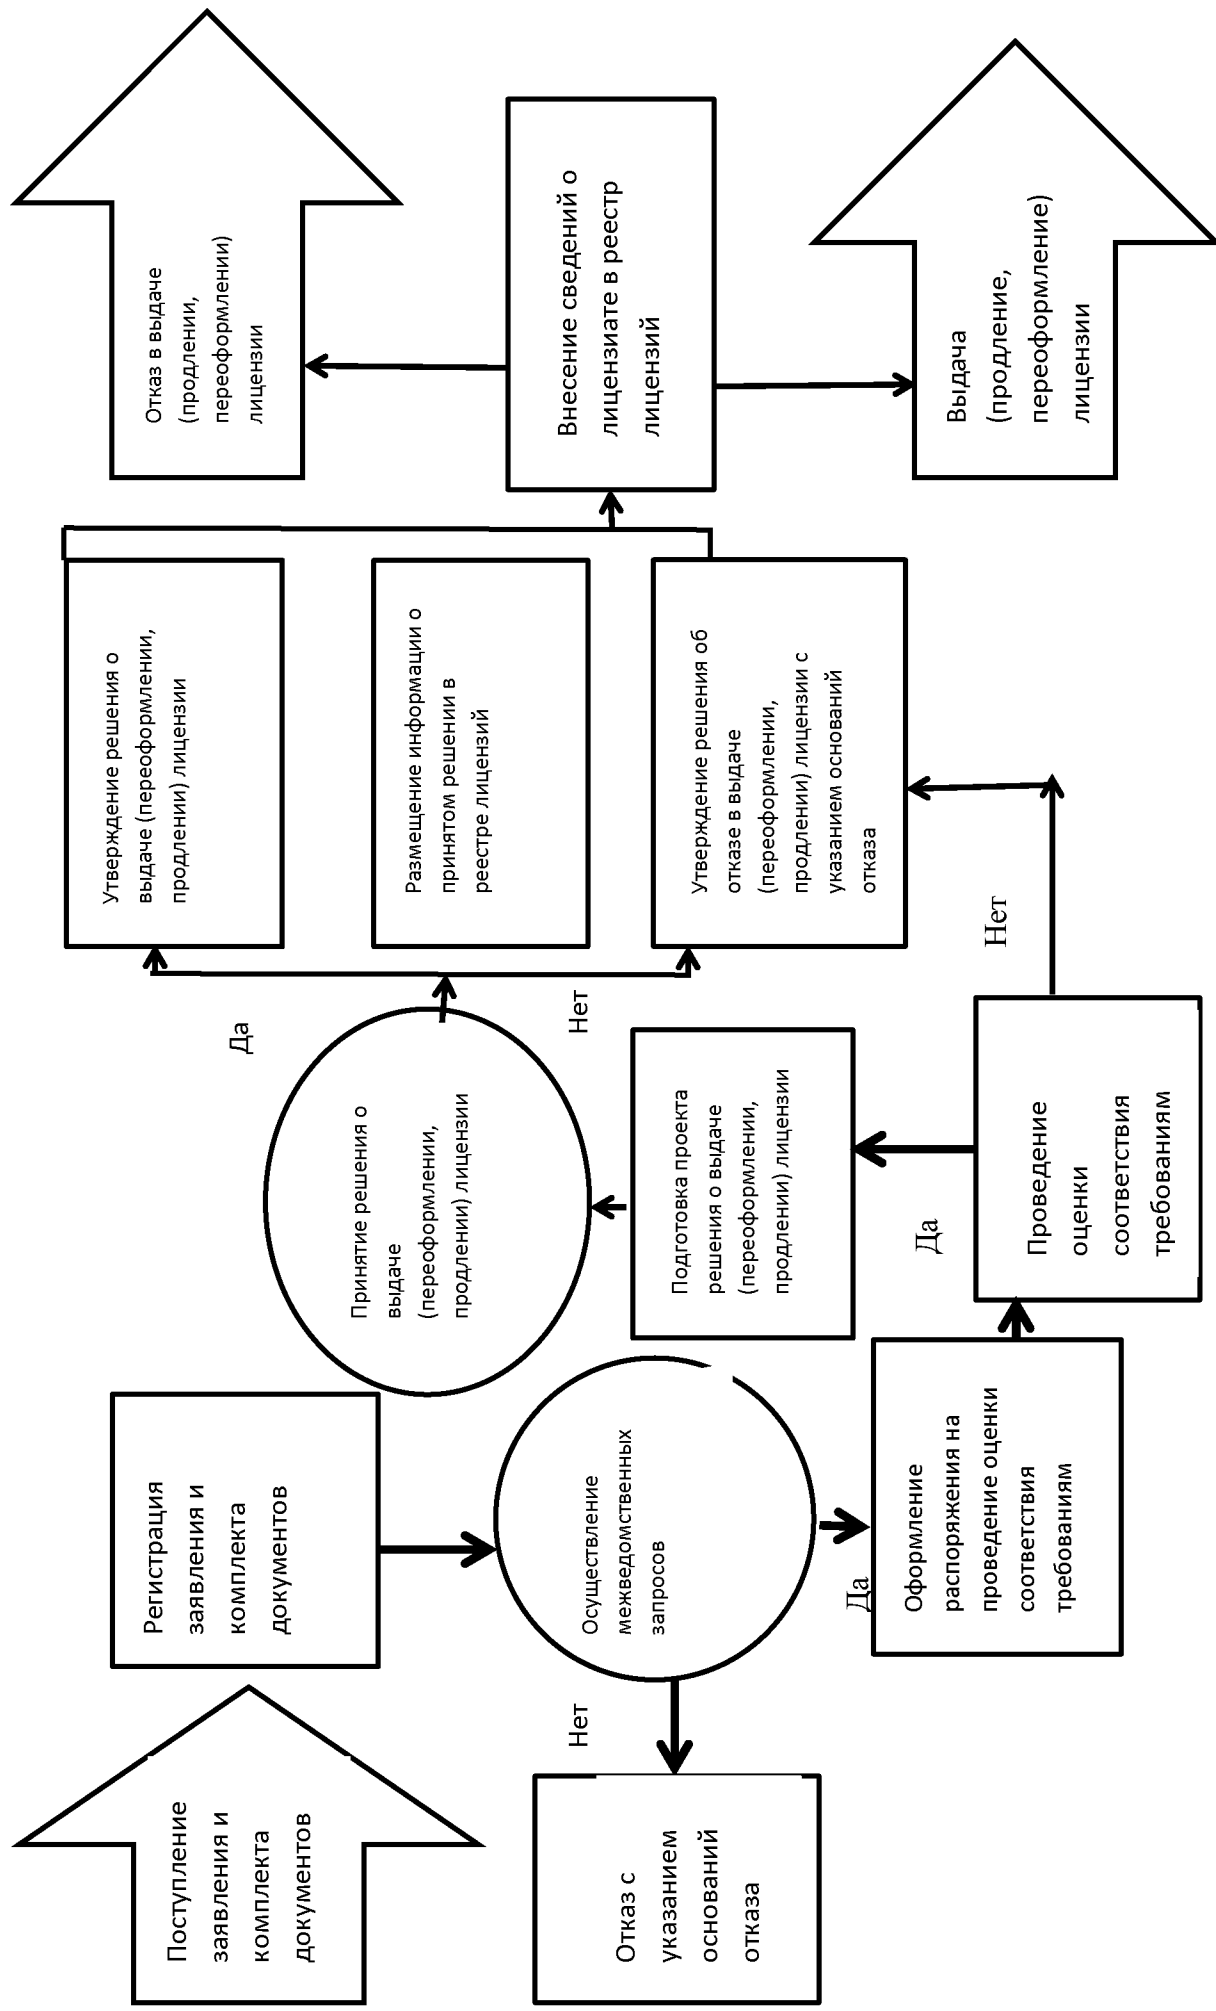 Поступление
заявления и
комплекта
документов
Регистрация
заявления и
комплекта
документов
Осуществление
межведомственных
запросов
Нет
Отказ с
указанием
оснований
отказа
Да
Оформление
распоряжения на
проведение оценки
соответствия
требованиям
Проведение
оценки
соответствия
требованиям
Да
Нет
Подготовка проекта
решения о выдаче
(переоформлении,
продлении) лицензии
Принятие решения о
выдаче
(переоформлении,
продлении) лицензии
Да
Нет
Утверждение решения о
выдаче (переоформлении,
продлении) лицензии
Размещение информации о
принятом решении в
реестре лицензий
Утверждение решения об
отказе в выдаче
(переоформлении,
продлении) лицензии с
указанием оснований
отказа
Внесение сведений о
лицензиате в реестр
лицензий
Отказ в выдаче
(продлении,
переоформлении)
лицензии
Выдача
(продление,
переоформление)
лицензии